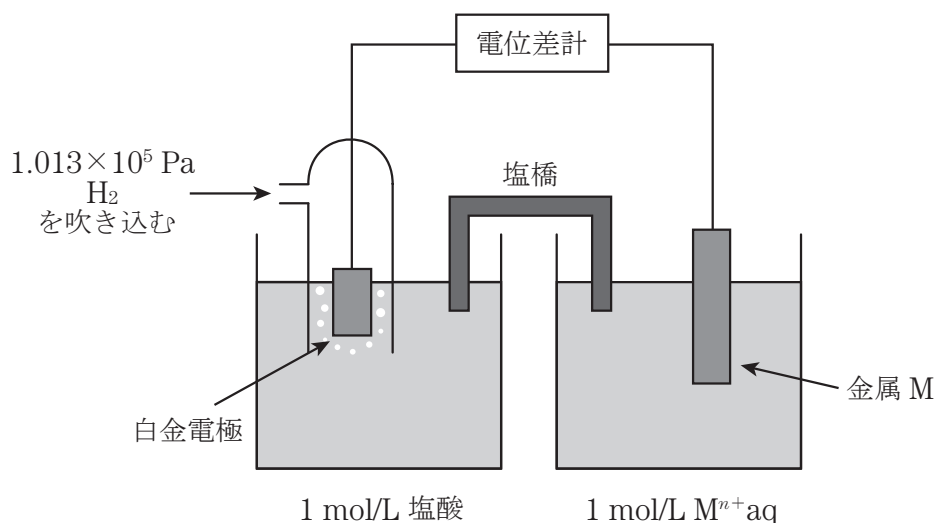 電位差計
1.013×10⁵ Pa
H₂
を吹き込む
塩橋
白金電極
金属 M
1 mol/L 塩酸
1 mol/L Mⁿ⁺aq